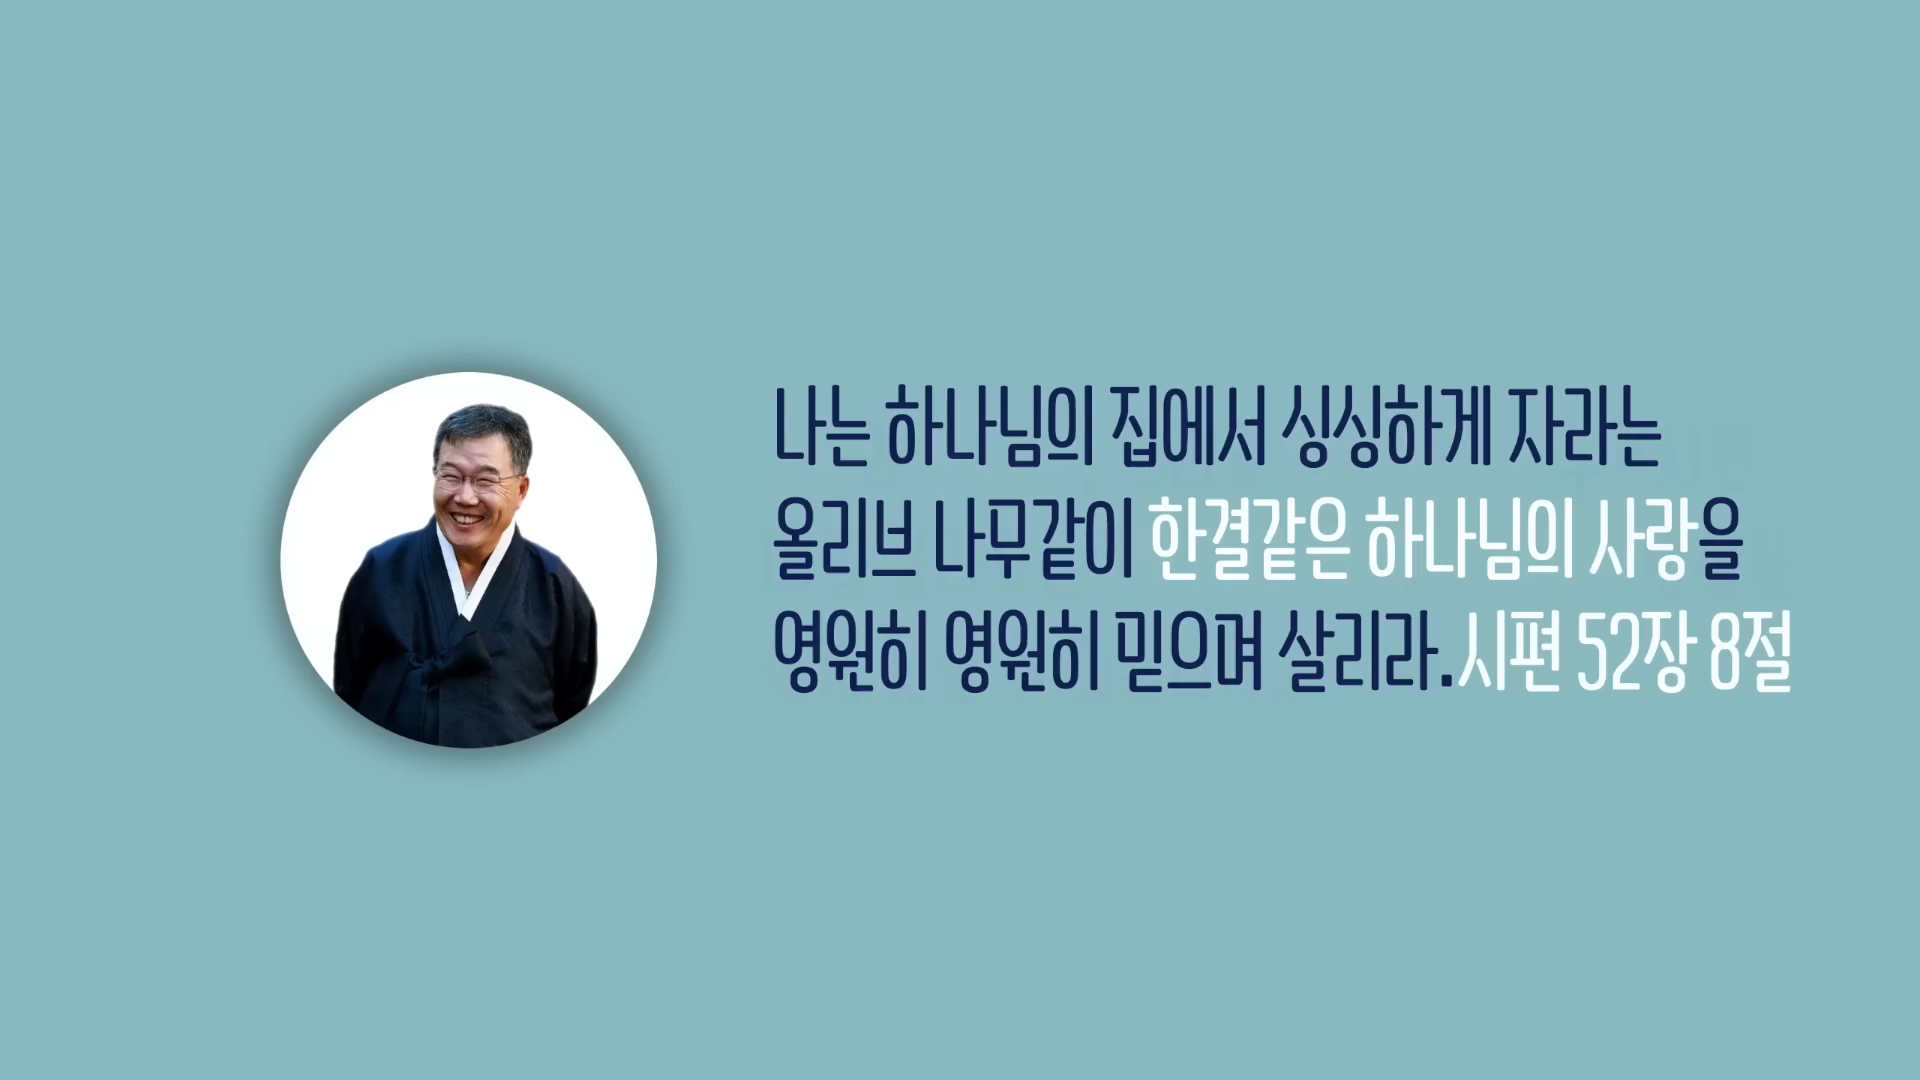 나는 하나님의 집에서 싱싱하게 자라는
올리브 나무같이 한결같은 하나님의 사랑을
영원히 영원히 믿으며 살리라.시편 52장 8절